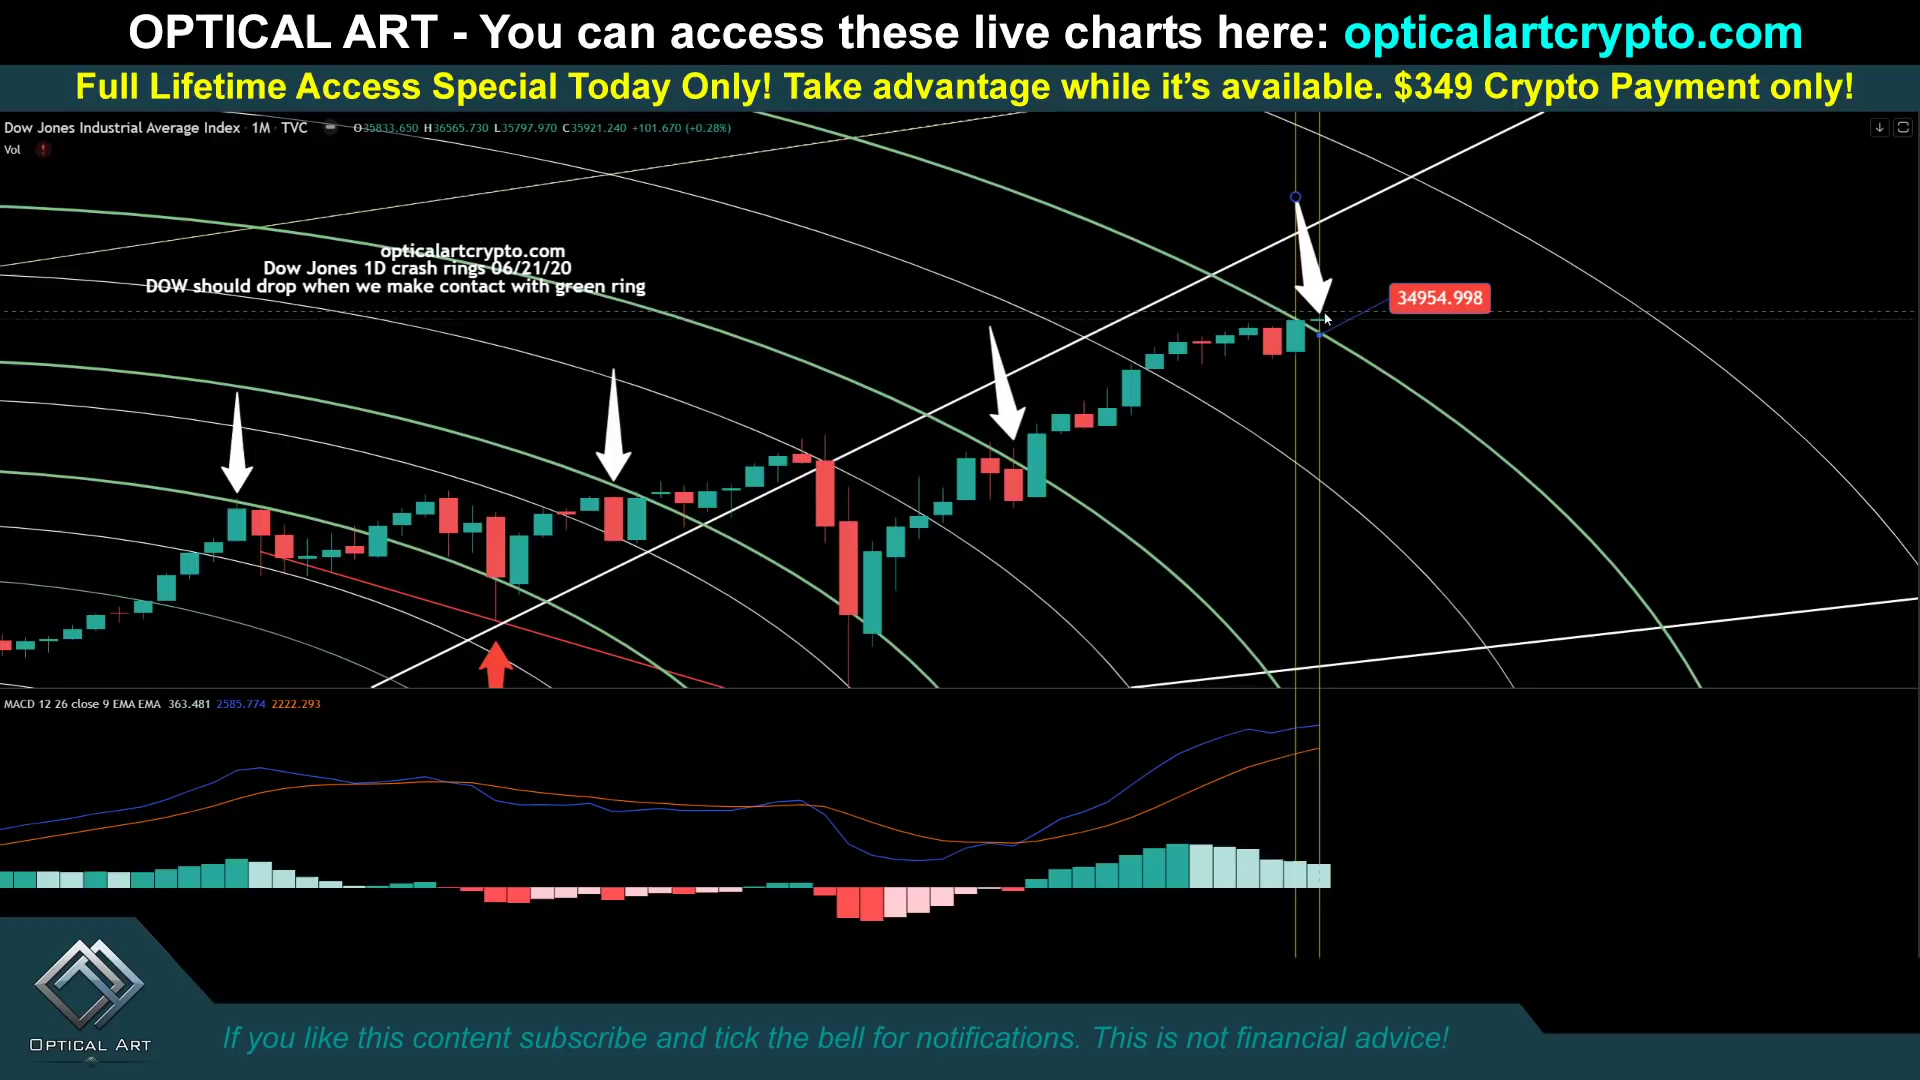 OPTICAL ART - You can access these live charts here: opticalartcrypto.com
Full Lifetime Access Special Today Only! Take advantage while it’s available. $349 Crypto Payment only!
Dow Jones Industrial Average Index · 1M · TVC O35833.650 H36565.730 L35797.970 C35921.240 +101.670 (+0.28%)
Vol !
opticalartcrypto.com
Dow Jones 1D crash rings 06/21/20
DOW should drop when we make contact with green ring
34954.998
MACD 12 26 close 9 EMA EMA 363.481 2585.774 2222.293
OPTICAL ART
If you like this content subscribe and tick the bell for notifications. This is not financial advice!